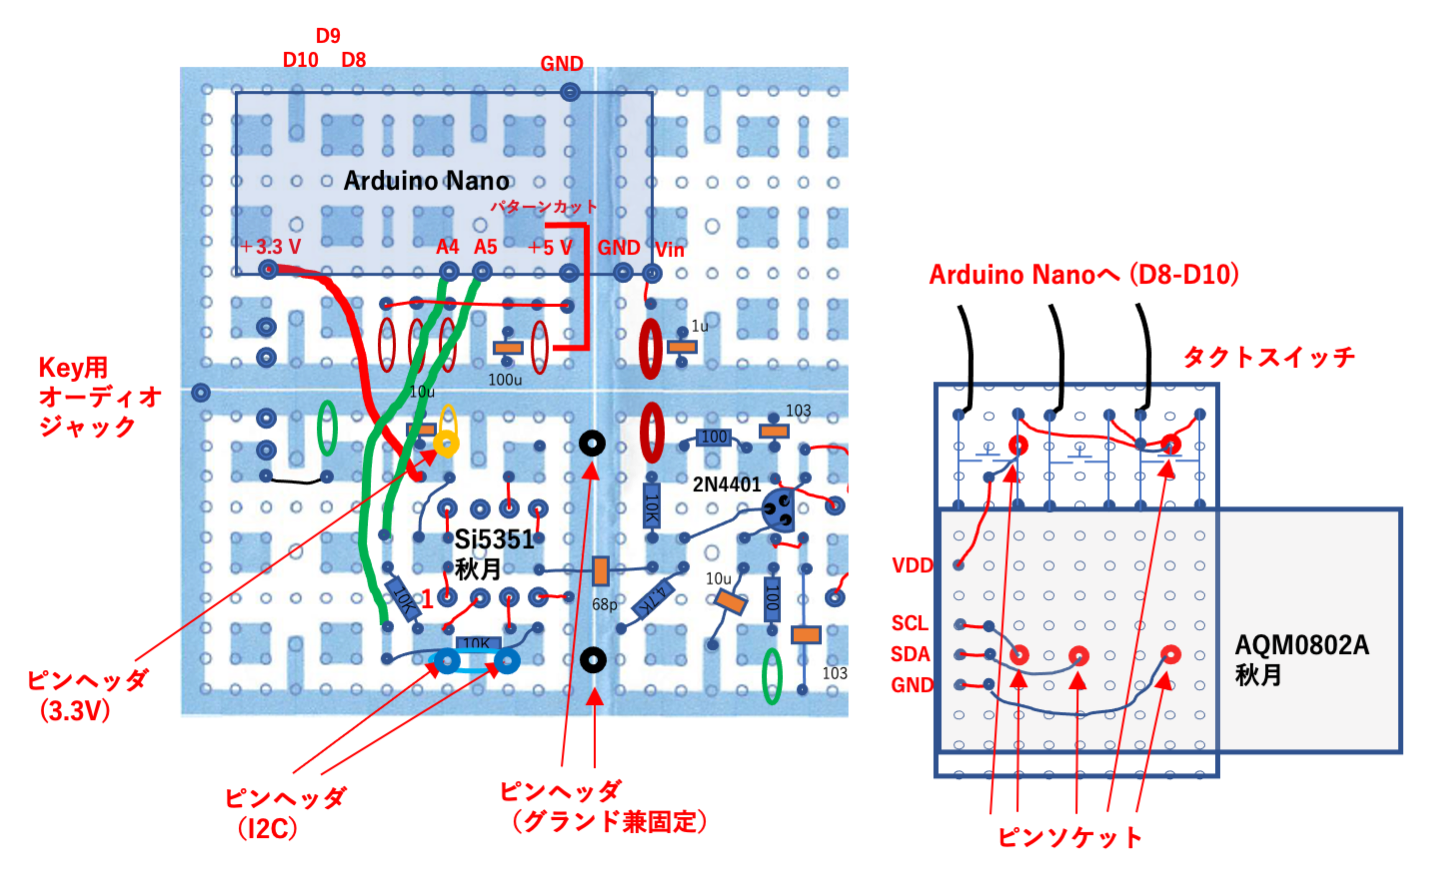 D9
D10 D8
GND
Arduino Nano
パターンカット
＋3.3 V
A4
A5
＋5 V
GND
Vin
1u
100u
10u
Key用
オーディオ
ジャック
103
100
2N4401
10K
Si5351
秋月
10K
1
68p
4.7K
10u
100
10K
103
ピンヘッダ
(3.3V)
ピンヘッダ
(I2C)
ピンヘッダ
（グランド兼固定）
Arduino Nanoへ (D8-D10)
タクトスイッチ
VDD
SCL
SDA
GND
AQM0802A
秋月
ピンソケット